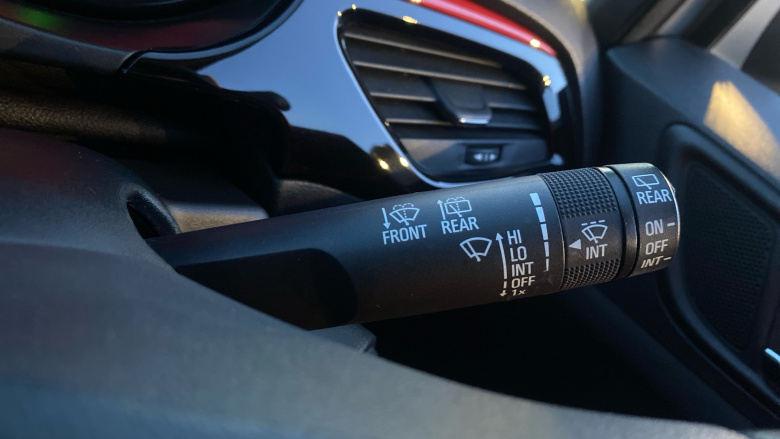 FRONT
REAR
HI
LO
INT
OFF
1x
INT
REAR
ON
OFF
INT